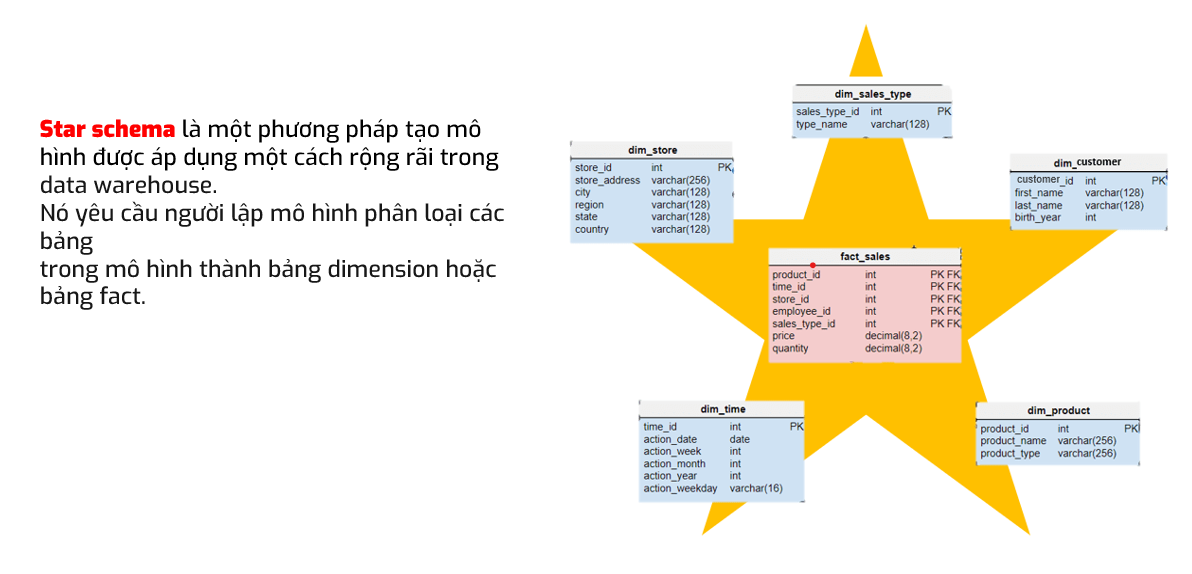 Star schema là một phương pháp tạo mô
hình được áp dụng một cách rộng rãi trong
data warehouse.
Nó yêu cầu người lập mô hình phân loại các
bảng
trong mô hình thành bảng dimension hoặc
bảng fact.
dim_sales_type
sales_type_id int PK
type_name varchar(128)
dim_store
store_id int PK
store_address varchar(256)
city varchar(128)
region varchar(128)
state varchar(128)
country varchar(128)
dim_customer
customer_id int PK
first_name varchar(128)
last_name varchar(128)
birth_year int
fact_sales
product_id int PK FK
time_id int PK FK
store_id int PK FK
employee_id int PK FK
sales_type_id int PK FK
price decimal(8,2)
quantity decimal(8,2)
dim_time
time_id int PK
action_date date
action_week int
action_month int
action_year int
action_weekday varchar(16)
dim_product
product_id int PK
product_name varchar(256)
product_type varchar(256)